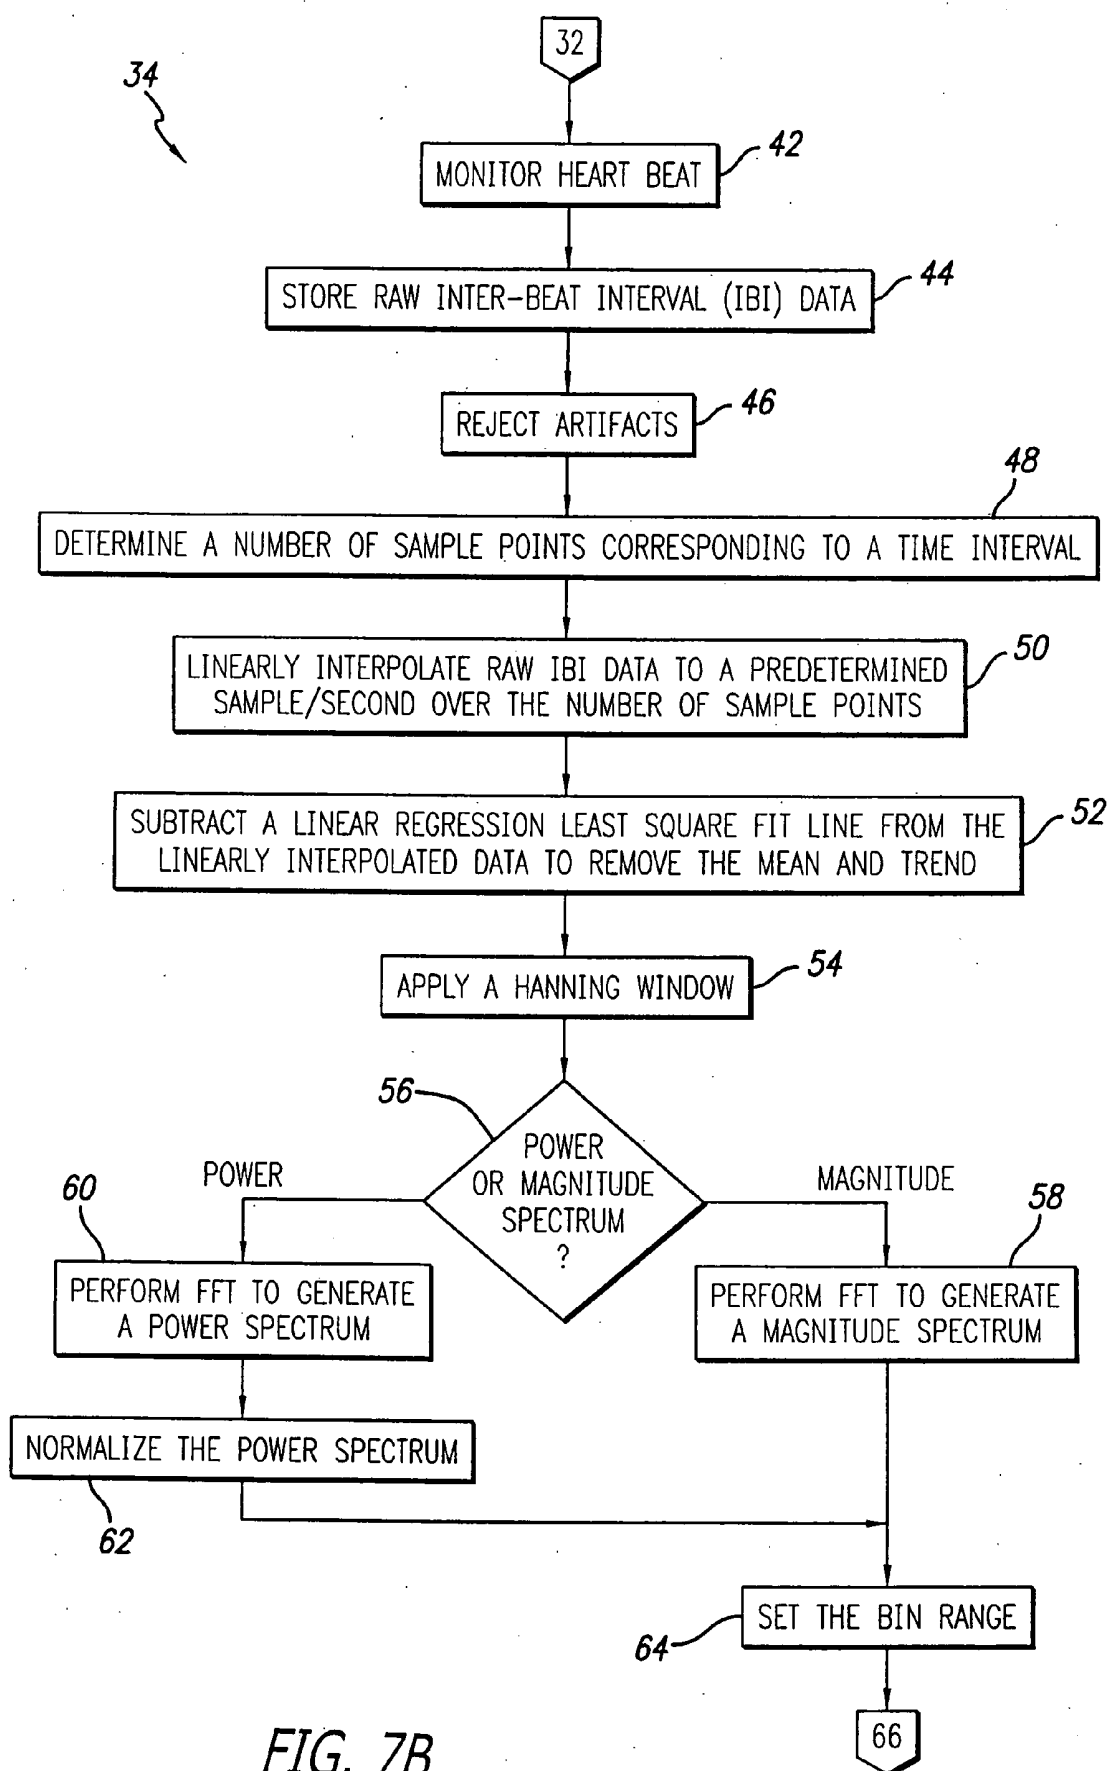 32
34
MONITOR HEART BEAT
42
STORE RAW INTER-BEAT INTERVAL (IBI) DATA
44
REJECT ARTIFACTS
46
48
DETERMINE A NUMBER OF SAMPLE POINTS CORRESPONDING TO A TIME INTERVAL
LINEARLY INTERPOLATE RAW IBI DATA TO A PREDETERMINED
SAMPLE/SECOND OVER THE NUMBER OF SAMPLE POINTS
50
SUBTRACT A LINEAR REGRESSION LEAST SQUARE FIT LINE FROM THE
LINEARLY INTERPOLATED DATA TO REMOVE THE MEAN AND TREND
52
APPLY A HANNING WINDOW
54
56
POWER
OR MAGNITUDE
SPECTRUM
?
POWER
MAGNITUDE
60
PERFORM FFT TO GENERATE
A POWER SPECTRUM
58
PERFORM FFT TO GENERATE
A MAGNITUDE SPECTRUM
NORMALIZE THE POWER SPECTRUM
62
SET THE BIN RANGE
64
66
FIG. 7B